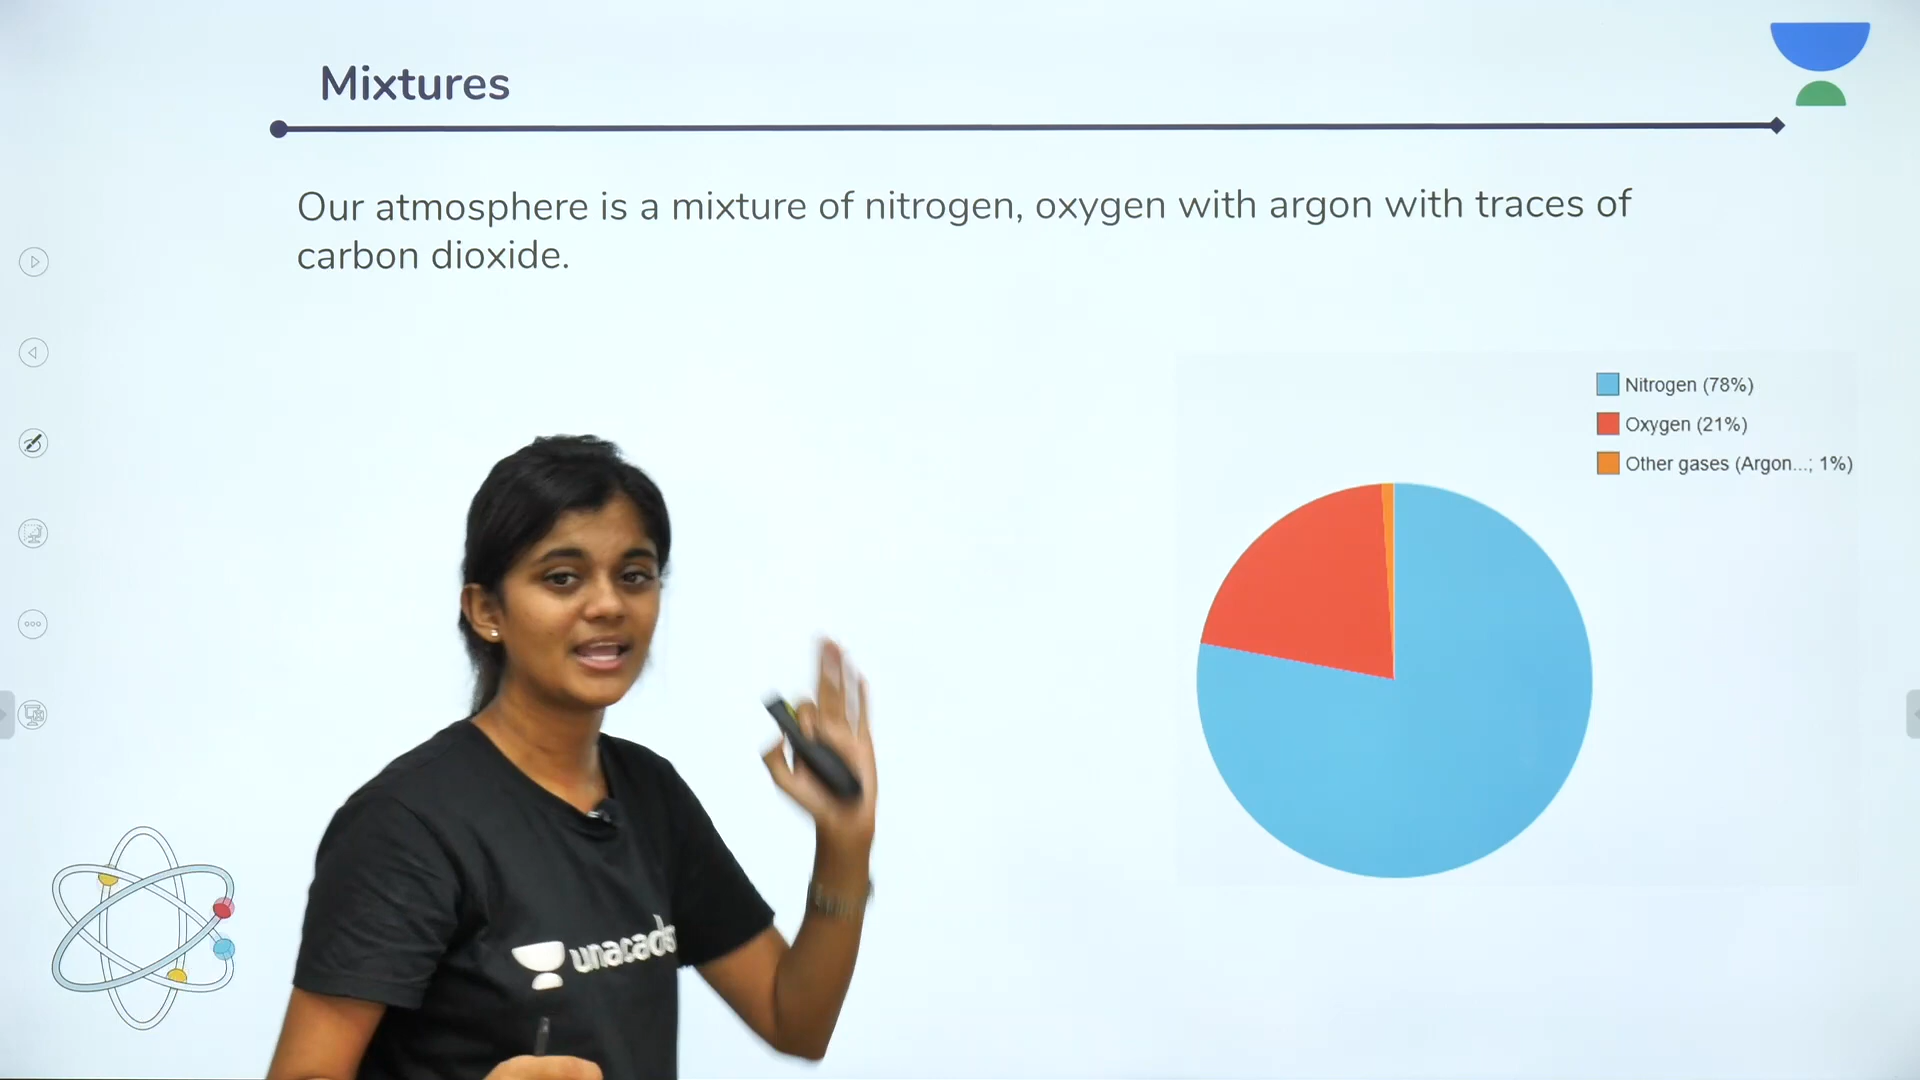 Mixtures
Our atmosphere is a mixture of nitrogen, oxygen with argon with traces of
carbon dioxide.
Nitrogen (78%)
Oxygen (21%)
Other gases (Argon...; 1%)